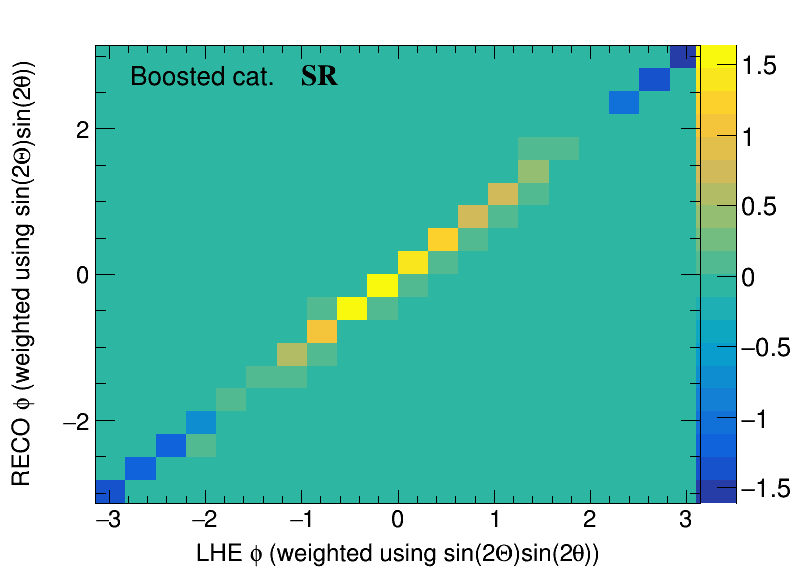 Boosted cat. SR
RECO φ (weighted using sin(2Θ)sin(2θ))
2
0
−2
−3 −2 −1 0 1 2 3
LHE φ (weighted using sin(2Θ)sin(2θ))
1.5
1
0.5
0
−0.5
−1
−1.5